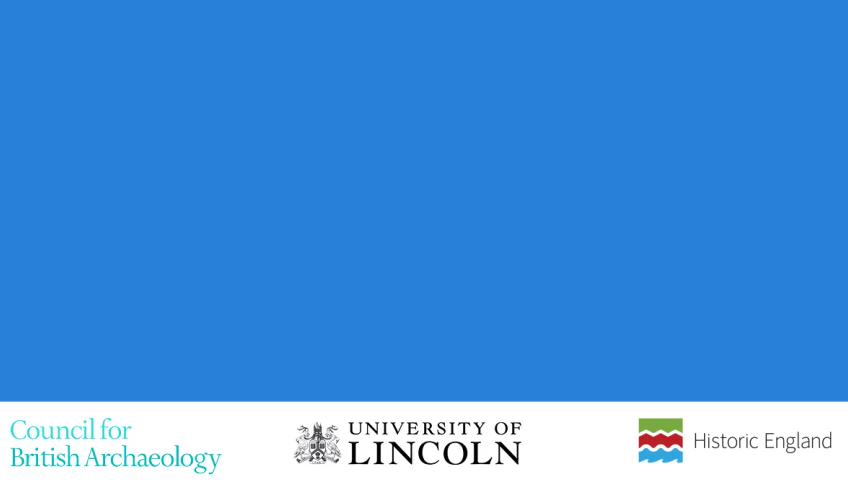 Council for
British Archaeology
UNIVERSITY OF
LINCOLN
Historic England